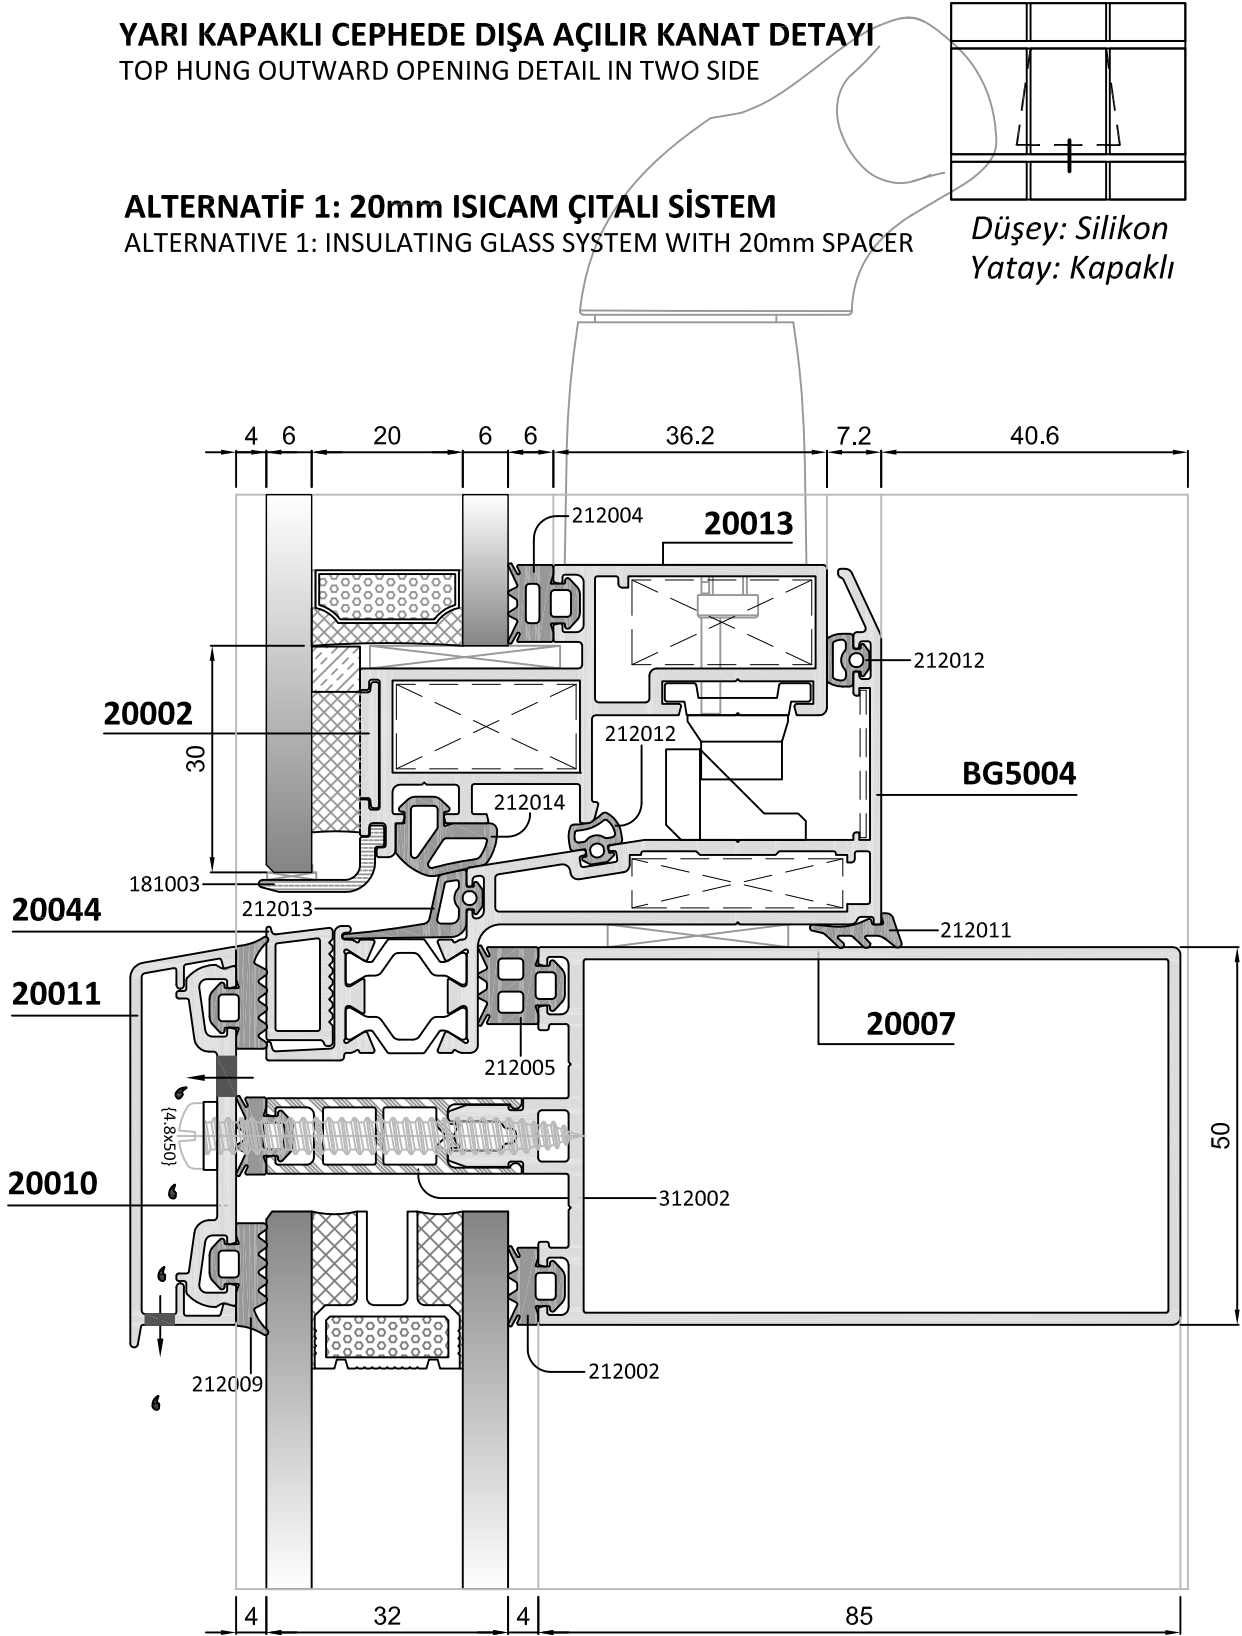 YARI KAPAKLI CEPHEDE DIŞA AÇILIR KANAT DETAYI
TOP HUNG OUTWARD OPENING DETAIL IN TWO SIDE
ALTERNATİF 1: 20mm ISICAM ÇITALI SİSTEM
ALTERNATIVE 1: INSULATING GLASS SYSTEM WITH 20mm SPACER
Düşey: Silikon
Yatay: Kapaklı
4 6 20 6 6 36.2 7.2 40.6
212004
20013
212012
20002
212012
30
BG5004
212014
181003
212013
20044
212011
20011
20007
212005
{4.8x50}
50
20010
312002
212002
212009
4 32 4 85